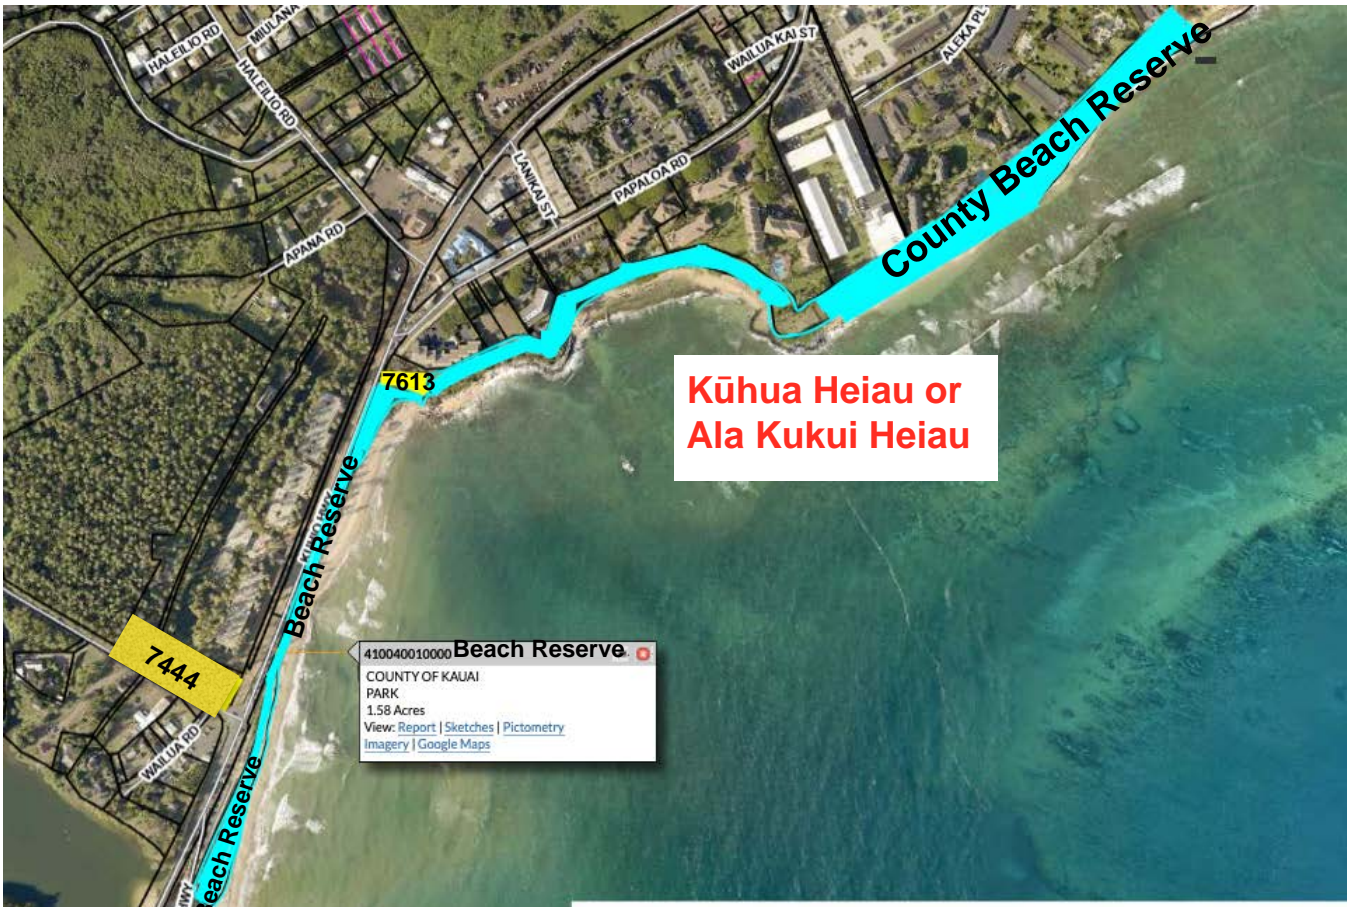 MIULANA
HALEILIO RD
HALEILIO RD
WAILUA KAI ST
ALEKA PL
County Beach Reserve
LANIKAI ST
PAPALOA RD
APANA RD
7613
Kūhua Heiau or
Ala Kukui Heiau
Beach Reserve
7444
410040010000 Beach Reserve
COUNTY OF KAUAI
PARK
1.58 Acres
View: Report | Sketches | Pictometry
Imagery | Google Maps
WAILUA RD
Beach Reserve
HWY